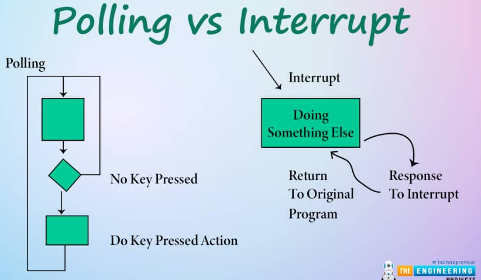 Polling vs Interrupt
Polling
No Key Pressed
Do Key Pressed Action
Interrupt
Doing
Something Else
Return
To Original
Program
Response
To Interrupt
# technopreneur
THE ENGINEERING
PROJECTS